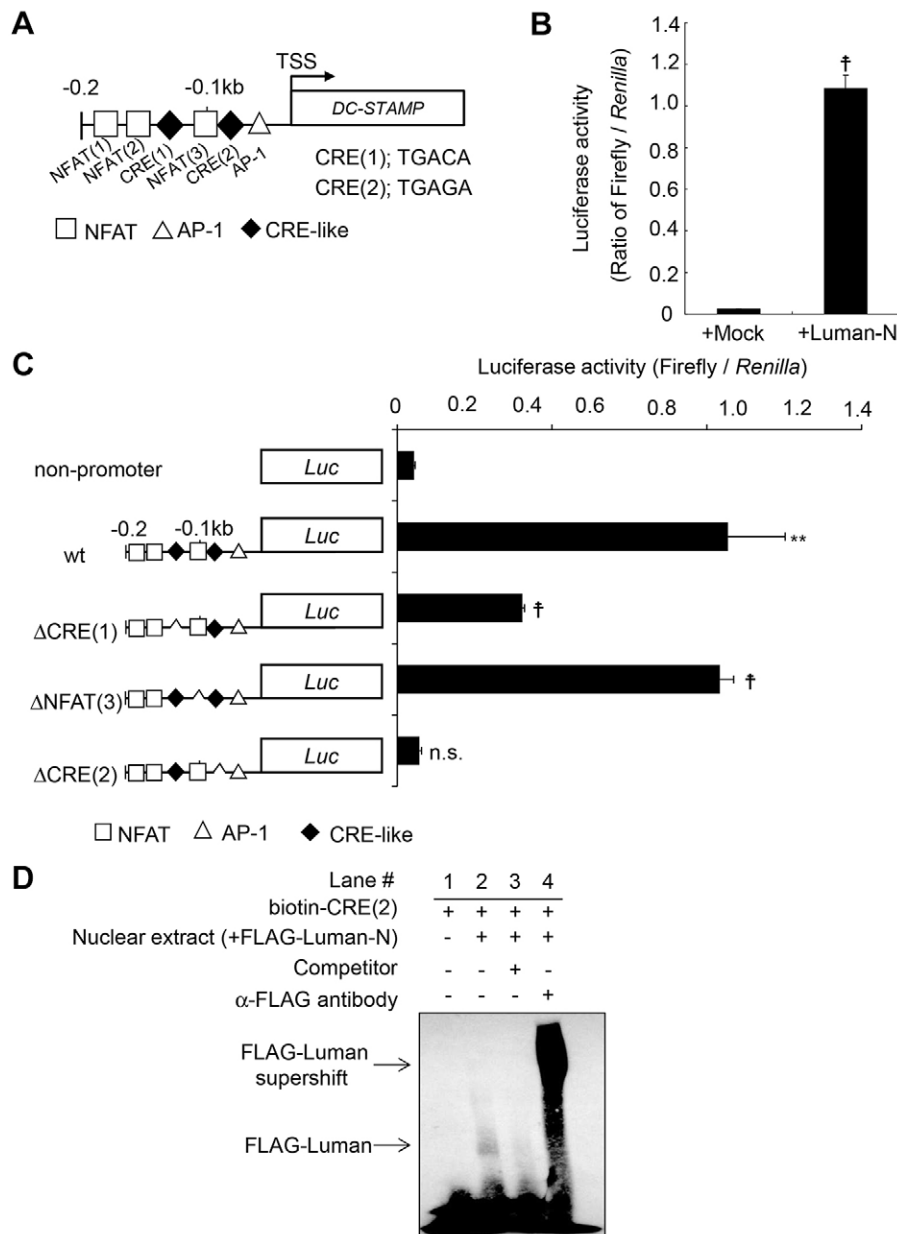 A
-0.2
-0.1kb
TSS
DC-STAMP
NFAT(1)
NFAT(2)
CRE(1)
NFAT(3)
CRE(2)
AP-1
CRE(1); TGACA
CRE(2); TGAGA
NFAT
AP-1
CRE-like
B
Luciferase activity
(Ratio of Firefly / Renilla)
1.4
1.2
1.0
0.8
0.6
0.4
0.2
0
☨
+Mock
+Luman-N
C
Luciferase activity (Firefly / Renilla)
0 0.2 0.4 0.6 0.8 1.0 1.2 1.4
non-promoter
Luc
-0.2
-0.1kb
wt
Luc
**
ΔCRE(1)
Luc
☨
ΔNFAT(3)
Luc
☨
ΔCRE(2)
Luc
n.s.
NFAT
AP-1
CRE-like
D
Lane # 1 2 3 4
biotin-CRE(2) + + + +
Nuclear extract (+FLAG-Luman-N) - + + +
Competitor - - + -
α-FLAG antibody - - - +
FLAG-Luman
supershift
FLAG-Luman